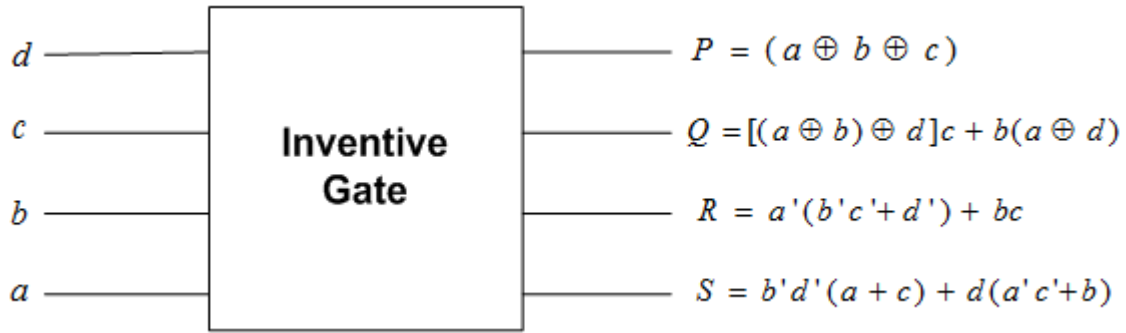 d
P = (a ⊕ b ⊕ c)
c
Q = [(a ⊕ b) ⊕ d]c + b(a ⊕ d)
Inventive
Gate
b
R = a'(b'c'+d') + bc
a
S = b'd'(a + c) + d(a'c'+b)